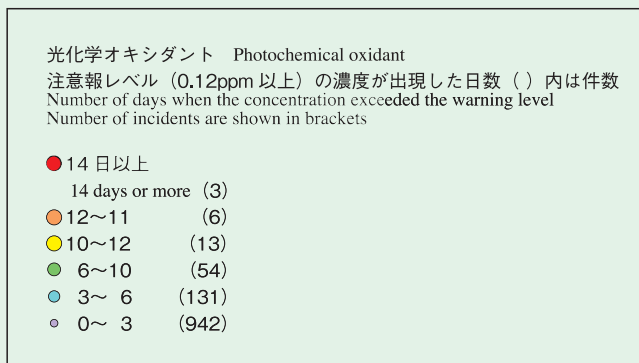 光化学オキシダント Photochemical oxidant
注意報レベル（0.12ppm 以上）の濃度が出現した日数（ ）内は件数
Number of days when the concentration exceeded the warning level
Number of incidents are shown in brackets
14 日以上
14 days or more (3)
12～11 (6)
10～12 (13)
6～10 (54)
3～ 6 (131)
0～ 3 (942)